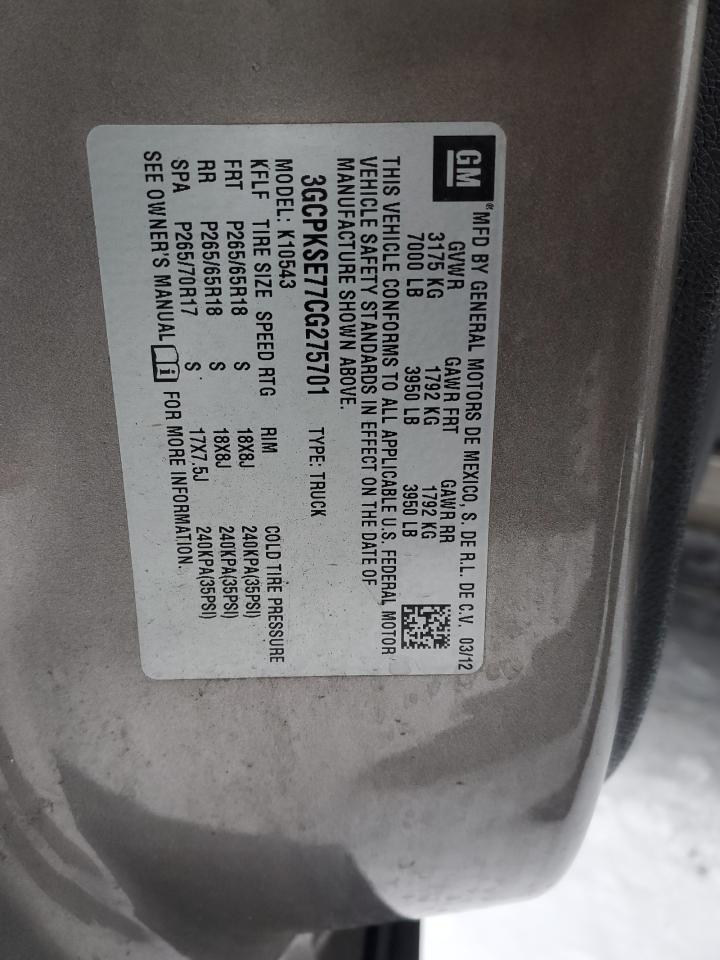 GM
® MFD BY GENERAL MOTORS DE MEXICO, S. DE R.L. DE C.V. 03/12
GVWR GAWR FRT GAWR RR
3175 KG 1792 KG 1792 KG
7000 LB 3950 LB 3950 LB
THIS VEHICLE CONFORMS TO ALL APPLICABLE U.S. FEDERAL MOTOR
VEHICLE SAFETY STANDARDS IN EFFECT ON THE DATE OF
MANUFACTURE SHOWN ABOVE.
3GCPKSE77CG275701 TYPE: TRUCK
MODEL: K10543
KFLF TIRE SIZE SPEED RTG RIM COLD TIRE PRESSURE
FRT P265/65R18 S 18X8J 240KPA(35PSI)
RR P265/65R18 S 18X8J 240KPA(35PSI)
SPA P265/70R17 S 17X7.5J 240KPA(35PSI)
SEE OWNER'S MANUAL i FOR MORE INFORMATION.